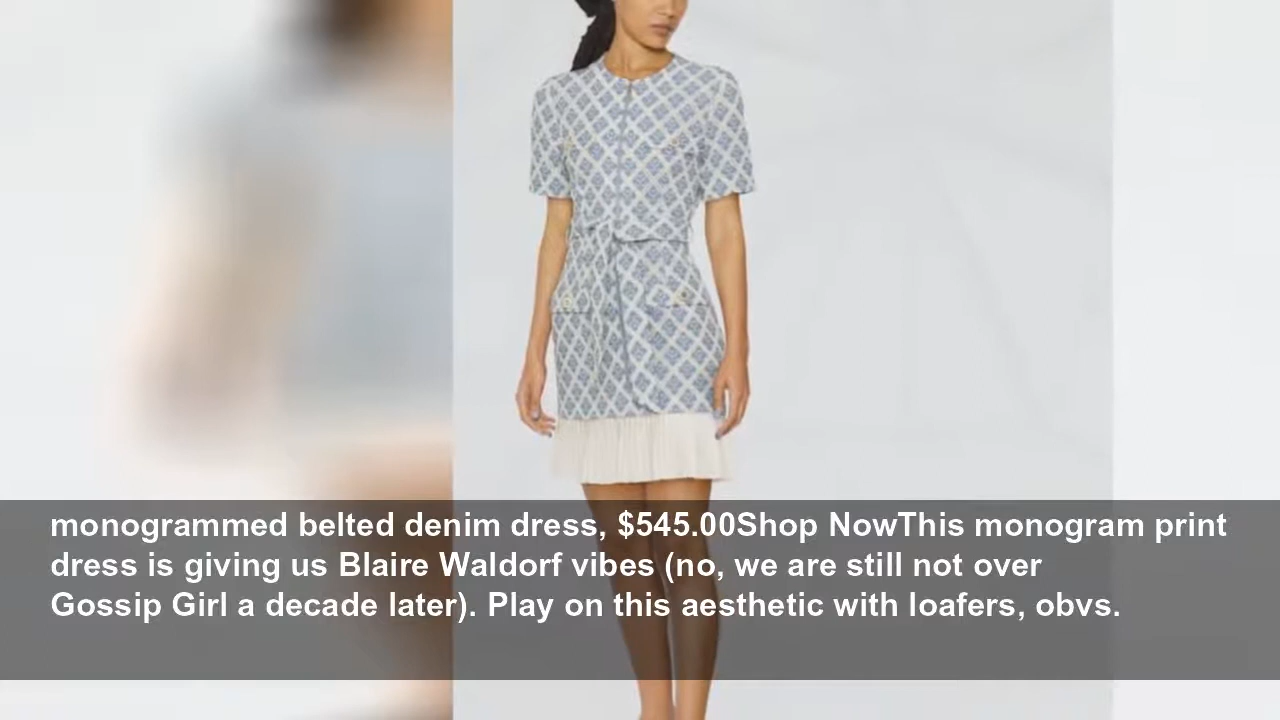 monogrammed belted denim dress, $545.00Shop NowThis monogram print
dress is giving us Blaire Waldorf vibes (no, we are still not over
Gossip Girl a decade later). Play on this aesthetic with loafers, obvs.